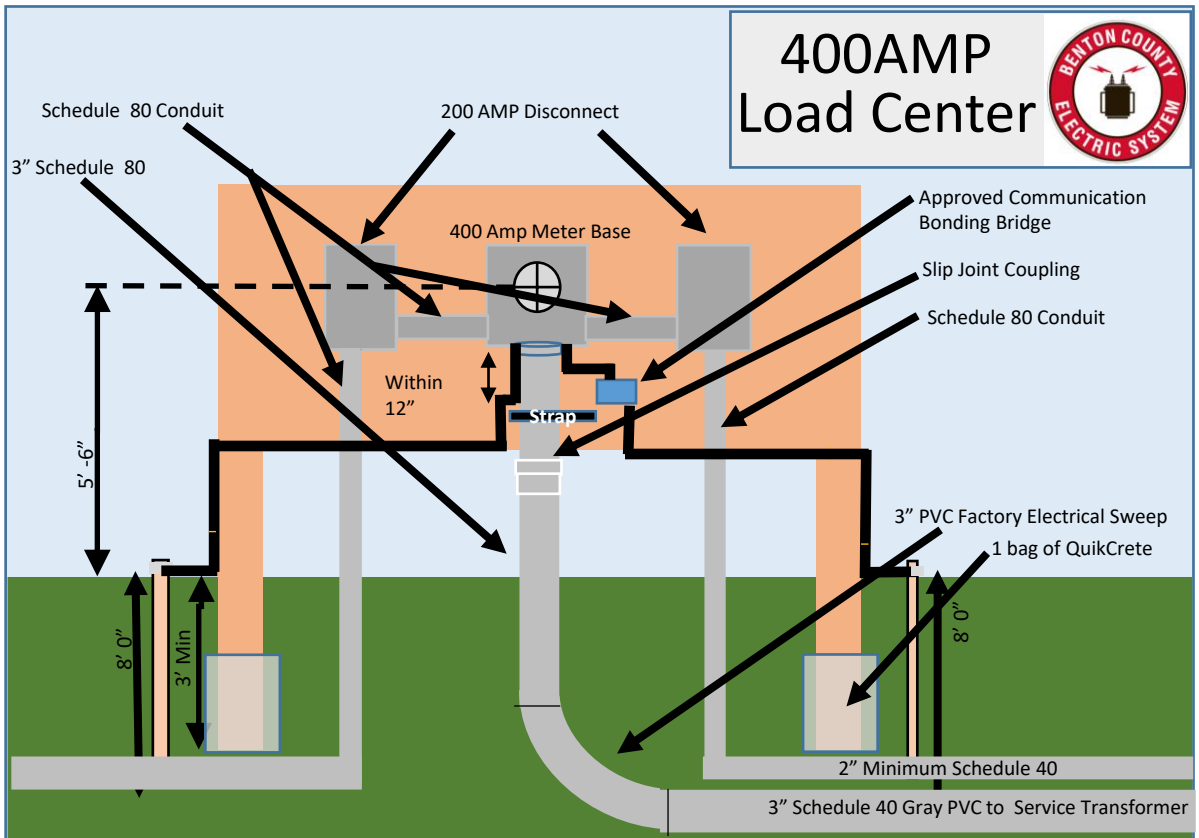 400AMP
Load Center
BENTON COUNTY
ELECTRIC SYSTEM
Schedule 80 Conduit
200 AMP Disconnect
3” Schedule 80
Approved Communication
Bonding Bridge
400 Amp Meter Base
Slip Joint Coupling
Schedule 80 Conduit
Within
12”
Strap
5’ -6”
3” PVC Factory Electrical Sweep
1 bag of QuikCrete
8’ 0”
3’ Min
8’ 0”
2” Minimum Schedule 40
3” Schedule 40 Gray PVC to Service Transformer